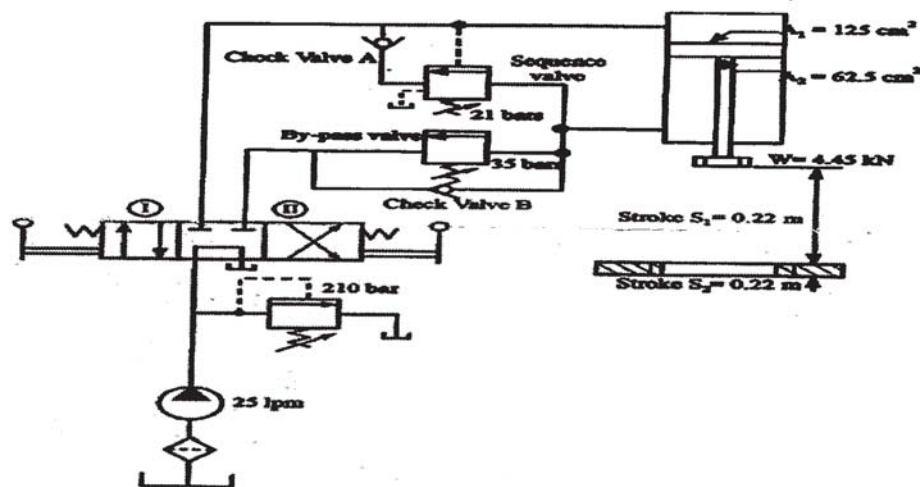 A₁ = 125 cm²
Check Valve A
Sequence
valve
A₂ = 62.5 cm²
21 bars
By-pass valve
35 bars
W= 4.45 kN
Check Valve B
I
II
Stroke S₁= 0.22 m
Stroke S₂= 0.22 m
210 bar
25 lpm